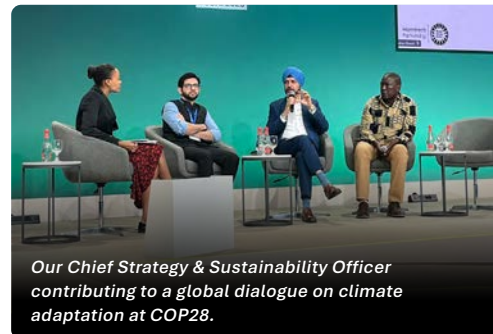 Our Chief Strategy & Sustainability Officer
contributing to a global dialogue on climate
adaptation at COP28.